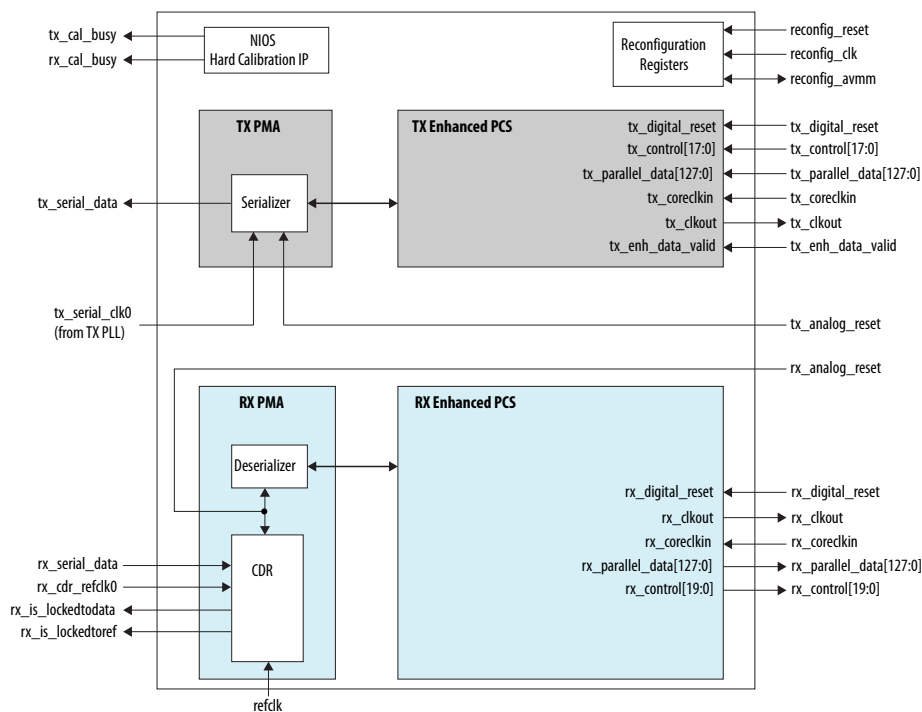 tx_cal_busy
rx_cal_busy
NIOS
Hard Calibration IP
Reconfiguration
Registers
reconfig_reset
reconfig_clk
reconfig_avmm
TX PMA
Serializer
tx_serial_data
TX Enhanced PCS
tx_digital_reset
tx_control[17:0]
tx_parallel_data[127:0]
tx_coreclkin
tx_clkout
tx_enh_data_valid
tx_digital_reset
tx_control[17:0]
tx_parallel_data[127:0]
tx_coreclkin
tx_clkout
tx_enh_data_valid
tx_serial_clk0
(from TX PLL)
tx_analog_reset
rx_analog_reset
RX PMA
Deserializer
CDR
RX Enhanced PCS
rx_digital_reset
rx_clkout
rx_coreclkin
rx_parallel_data[127:0]
rx_control[19:0]
rx_digital_reset
rx_clkout
rx_coreclkin
rx_parallel_data[127:0]
rx_control[19:0]
rx_serial_data
rx_cdr_refclk0
rx_is_lockedtodata
rx_is_lockedtoref
refclk